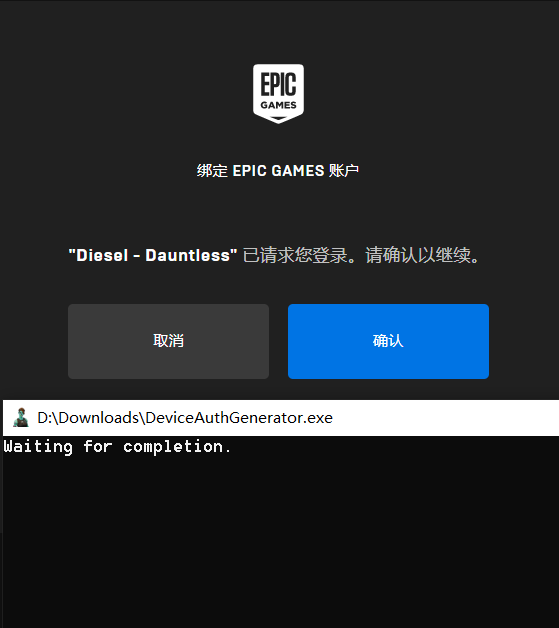 EPIC
GAMES
绑定 EPIC GAMES 账户
"Diesel - Dauntless" 已请求您登录。请确认以继续。
取消
确认
D:\Downloads\DeviceAuthGenerator.exe
Waiting for completion.